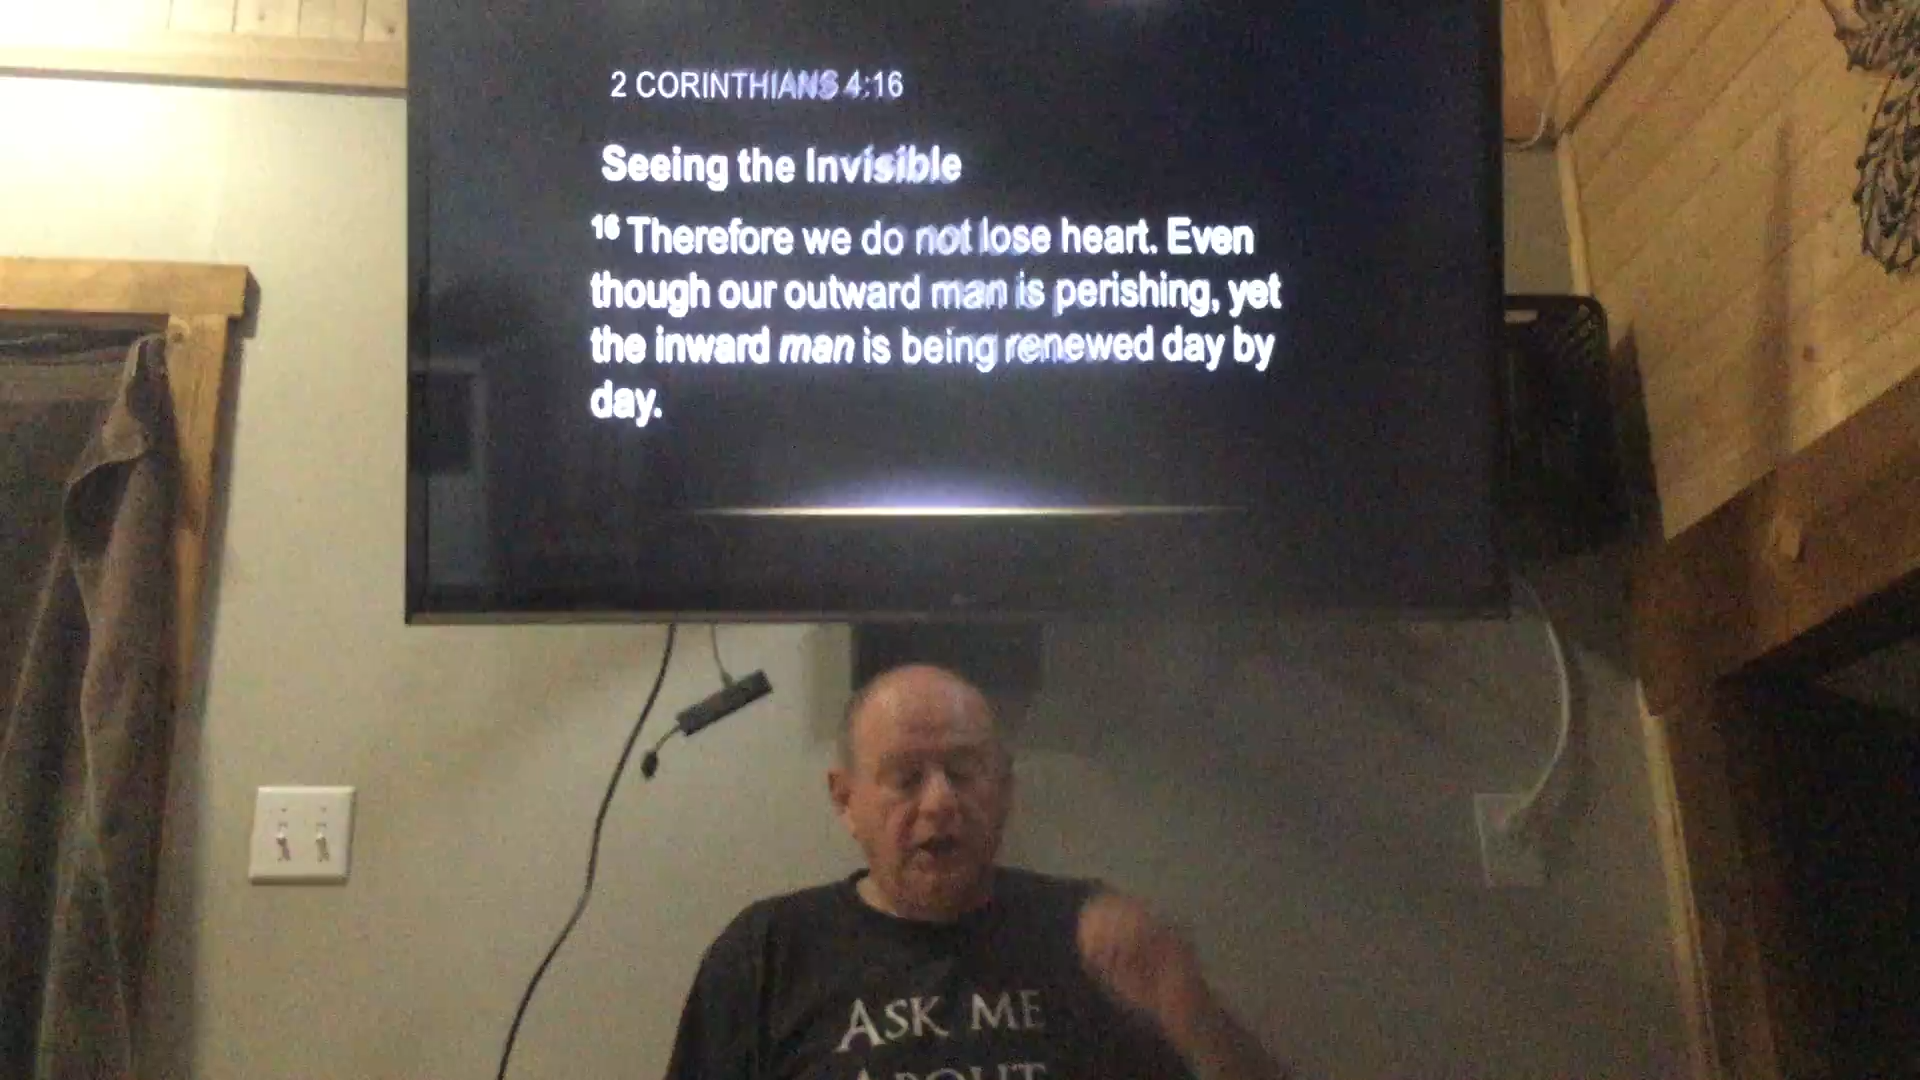 2 CORINTHIANS 4:16
Seeing the Invisible
16 Therefore we do not lose heart. Even
though our outward man is perishing, yet
the inward man is being renewed day by
day.
ASK ME
ABOUT